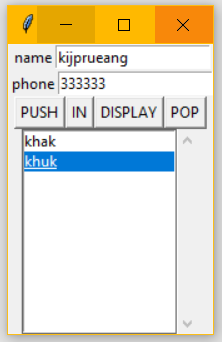 name kijprueang
phone 333333
PUSH IN DISPLAY POP
khak
khuk